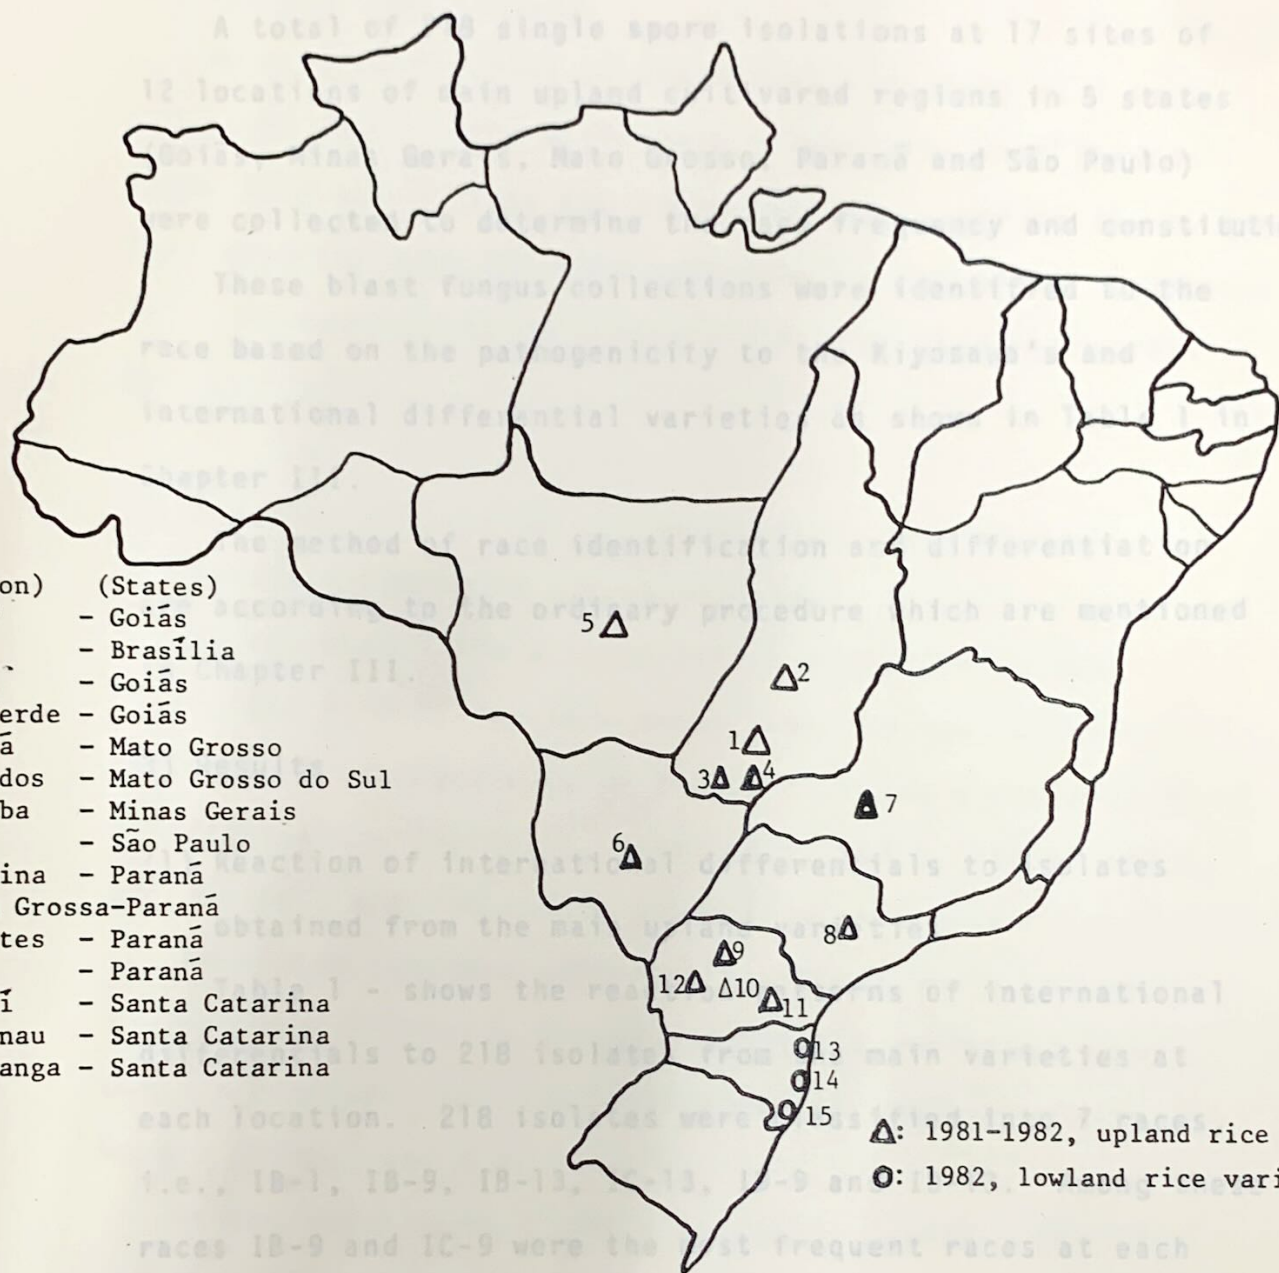 A total of 218 single spore isolations at 17 sites of
12 locations of main upland cultivared regions in 5 states
(Goiás, Minas Gerais, Mato Grosso, Paraná and São Paulo)
were collected to determine the race frequency and constituti
These blast fungus collections were identified to the
race based on the pathogenicity to the Kiyosawa's and
international differential varieties as shown in Table 1 in
Chapter III.
The method of race identification and differentiation
are according to the ordinary procedure which are mentioned
in Chapter III.
Results
(1) Reaction of international differentials to isolates
obtained from the main upland varieties
Table 1 - shows the reaction patterns of international
differentials to 218 isolates from the main varieties at
each location. 218 isolates were classified into 7 races
i.e., IB-1, IB-9, IB-13, IC-13, and
races IB-9 and IC-9 were the most frequent races at each
on) (States)
- Goiás
- Brasília
- Goiás
erde - Goiás
á - Mato Grosso
dos - Mato Grosso do Sul
ba - Minas Gerais
- São Paulo
ina - Paraná
Grossa-Paraná
tes - Paraná
- Paraná
í - Santa Catarina
nau - Santa Catarina
anga - Santa Catarina
5
2
1
3
4
7
6
8
9
12
10
11
13
14
15
Δ: 1981-1982, upland rice
O: 1982, lowland rice vari